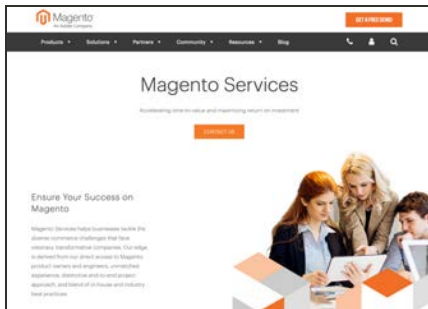 Magento
An Adobe Company
GET A FREE DEMO
Products Solutions Partners Community Resources Blog
Magento Services
Accelerating time-to-value and maximizing return on investment
CONTACT US
Ensure Your Success on
Magento
Magento Services helps businesses tackle the
diverse commerce challenges that face
visionary, transformative companies. Our edge
is derived from our direct access to Magento
product owners and engineers, unmatched
experience, distinctive end-to-end project
approach, and blend of in-house and industry
best practices.